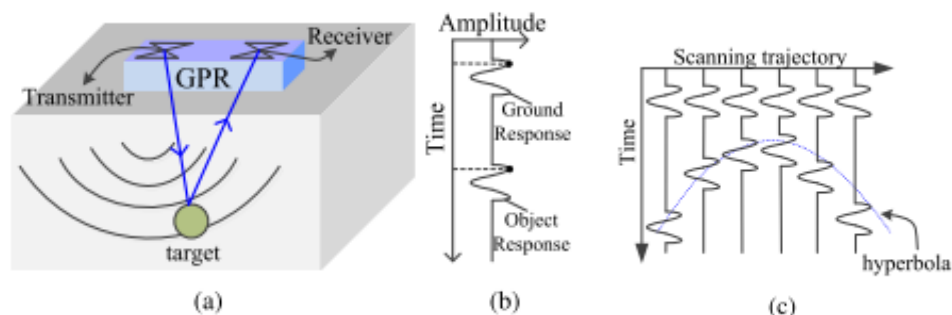 Transmitter
GPR
Receiver
target
(a)
Amplitude
Time
Ground
Response
Object
Response
(b)
Scanning trajectory
Time
hyperbola
(c)